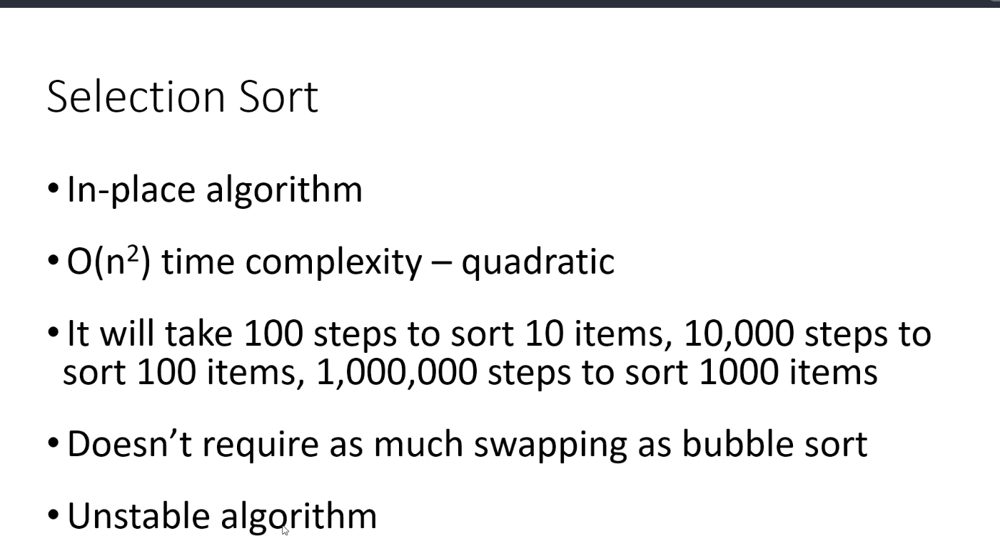 Selection Sort
• In-place algorithm
• O(n²) time complexity – quadratic
• It will take 100 steps to sort 10 items, 10,000 steps to
sort 100 items, 1,000,000 steps to sort 1000 items
• Doesn’t require as much swapping as bubble sort
• Unstable algorithm